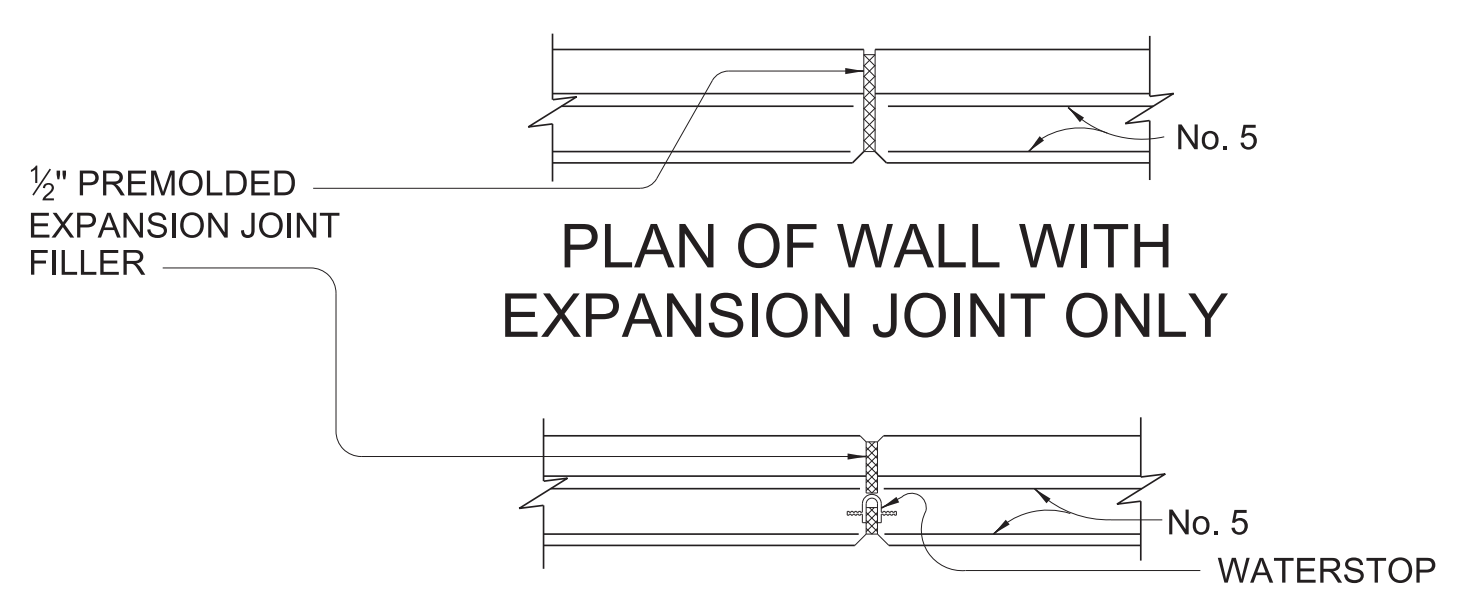 No. 5
½" PREMOLDED
EXPANSION JOINT
FILLER
PLAN OF WALL WITH
EXPANSION JOINT ONLY
No. 5
WATERSTOP